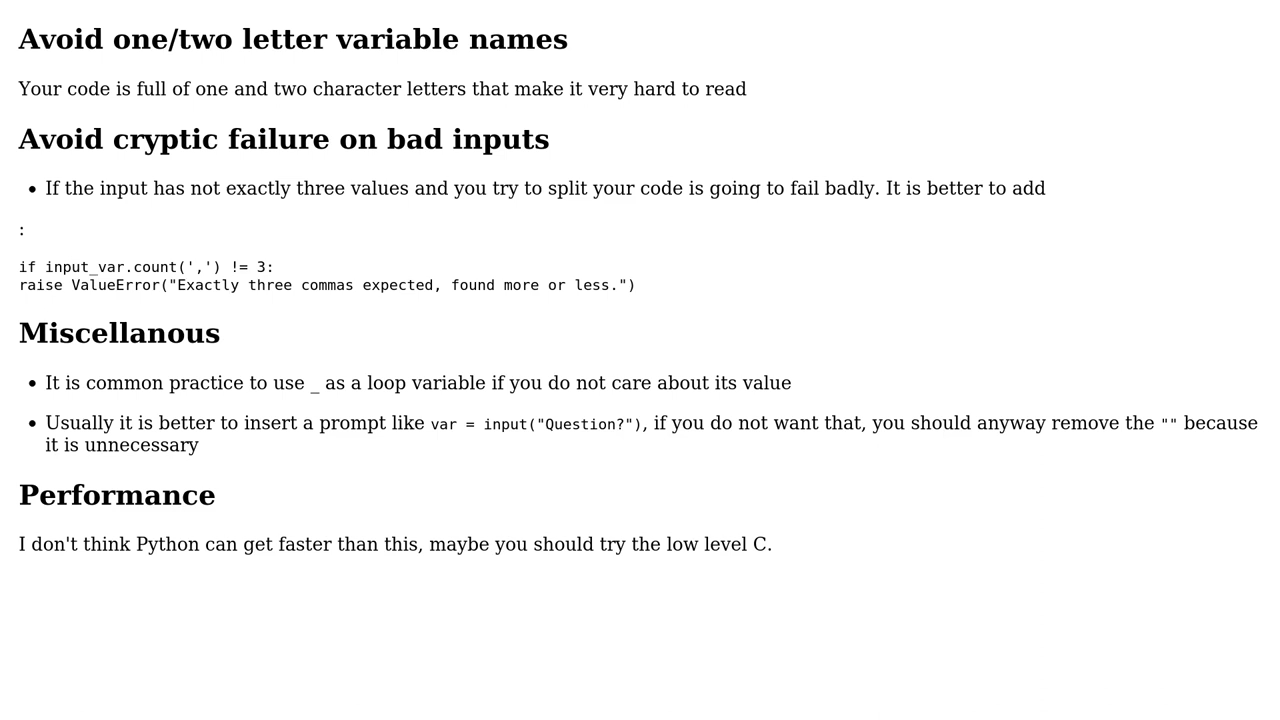 Avoid one/two letter variable names
Your code is full of one and two character letters that make it very hard to read
Avoid cryptic failure on bad inputs
• If the input has not exactly three values and you try to split your code is going to fail badly. It is better to add
:
if input_var.count(',') != 3:
raise ValueError("Exactly three commas expected, found more or less.")
Miscellanous
• It is common practice to use _ as a loop variable if you do not care about its value
• Usually it is better to insert a prompt like var = input("Question?"), if you do not want that, you should anyway remove the "" because
it is unnecessary
Performance
I don't think Python can get faster than this, maybe you should try the low level C.